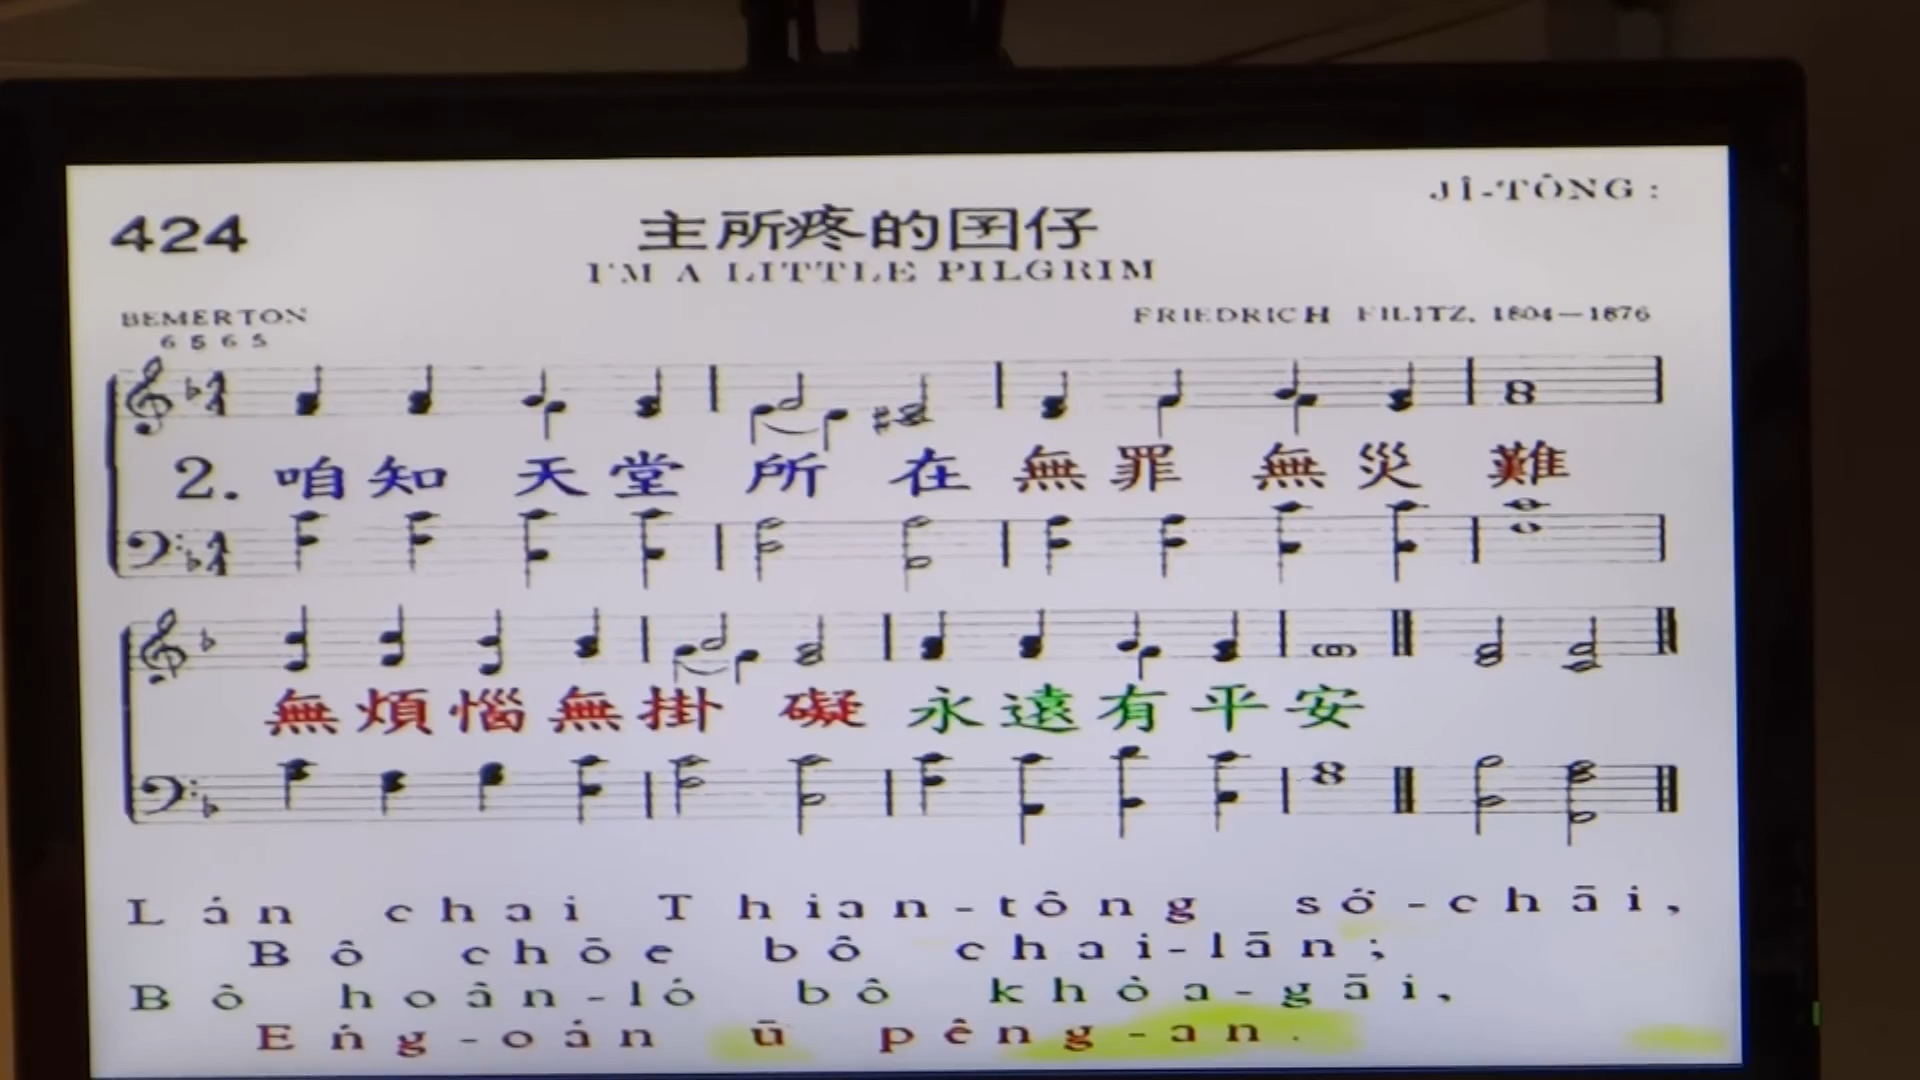 JÎ-TÔNG :
424
主所疼的囝仔
I'M A LITTLE PILGRIM
BEMERTON
FRIEDRICH FILITZ, 1804—1876
6 5 6 5
2. 咱知天堂所在無罪無災難
無煩惱無掛礙永遠有平安
Lán chai Thian-tông só͘-chāi,
Bô chōe bô chai-lān;
Bô hoân-ló bô khòa-gāi,
Éng-oán ū pêng-an.